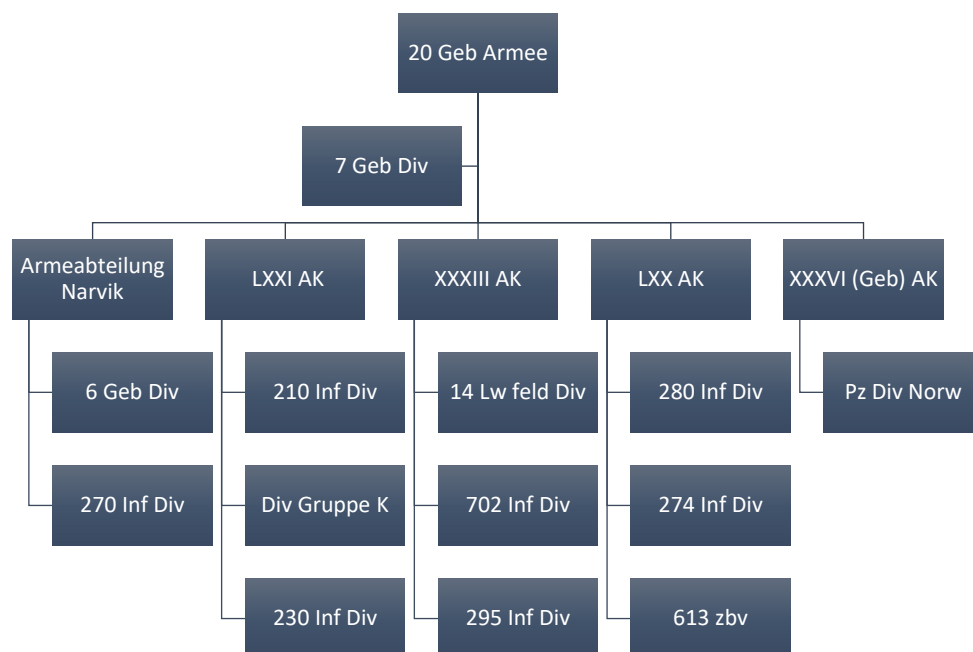 20 Geb Armee
7 Geb Div
Armeabteilung
Narvik
LXXI AK
XXXIII AK
LXX AK
XXXVI (Geb) AK
6 Geb Div
210 Inf Div
14 Lw feld Div
280 Inf Div
Pz Div Norw
270 Inf Div
Div Gruppe K
702 Inf Div
274 Inf Div
230 Inf Div
295 Inf Div
613 zbv